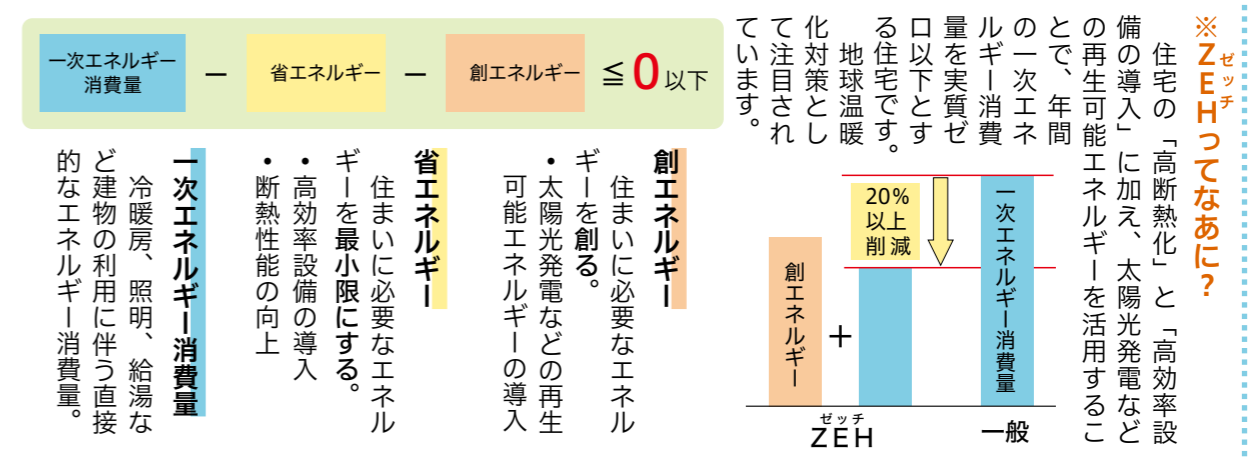 ※ZEHってなあに?
ゼッチ
住宅の「高断熱化」と「高効率設
備の導入」に加え、太陽光発電など
の再生可能エネルギーを活用するこ
とで、年間
の一次エネ
ルギー消費
量を実質ゼ
ロ以下とす
る住宅です。
地球温暖
化対策とし
て注目され
ています。
一次エネルギー消費量
20%
以上
削減
創エネルギー
+
ゼッチ
ZEH
一般
一次エネルギー
消費量
ー
省エネルギー
ー
創エネルギー
≦0以下
創エネルギー
住まいに必要なエネル
ギーを創る。
・太陽光発電などの再生
可能エネルギーの導入
省エネルギー
住まいに必要なエネル
ギーを最小限にする。
・高効率設備の導入
・断熱性能の向上
一次エネルギー消費量
冷暖房、照明、給湯な
ど建物の利用に伴う直接
的なエネルギー消費量。